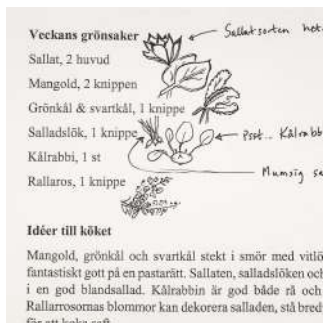 Veckans grönsaker
Sallatsorten
Sallat, 2 huvud
Mangold, 2 knippen
Grönkål & svartkål, 1 knippe
Salladslök, 1 knippe
Psst... Kålrabbi
Kålrabbi, 1 st
Mumsig
Rallaros, 1 knippe
Idéer till köket
Mangold, grönkål och svartkål stekt i smör med
fantastiskt gott på en pastarätt. Sallaten, salladslöken och
i en god blandsallad. Kålrabbin är god både rå och
Rallarrosornas blommor kan dekorera salladen, stå